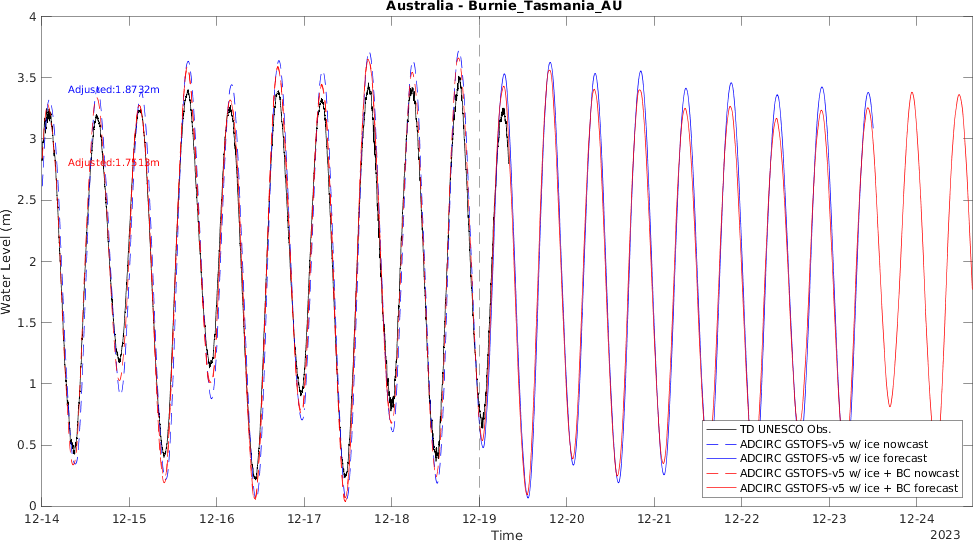 Australia - Burnie_Tasmania_AU
4
3.5
3
2.5
2
1.5
1
0.5
0
Water Level (m)
Adjusted:1.8732m
Adjusted:1.7513m
TD UNESCO Obs.
ADCIRC GSTOFS-v5 w/ ice nowcast
ADCIRC GSTOFS-v5 w/ ice forecast
ADCIRC GSTOFS-v5 w/ ice + BC nowcast
ADCIRC GSTOFS-v5 w/ ice + BC forecast
12-14 12-15 12-16 12-17 12-18 12-19 12-20 12-21 12-22 12-23 12-24
Time
2023